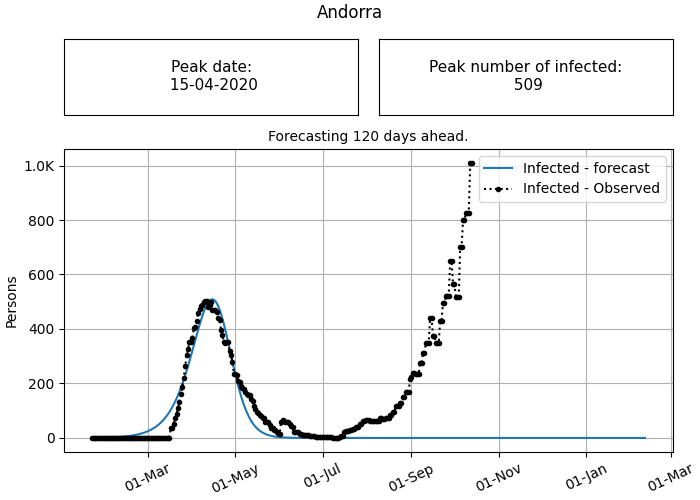 Andorra
Peak date:
15-04-2020
Peak number of infected:
509
Forecasting 120 days ahead.
Infected - forecast
Infected - Observed
Persons
1.0K
800
600
400
200
0
01-Mar
01-May
01-Jul
01-Sep
01-Nov
01-Jan
01-Mar